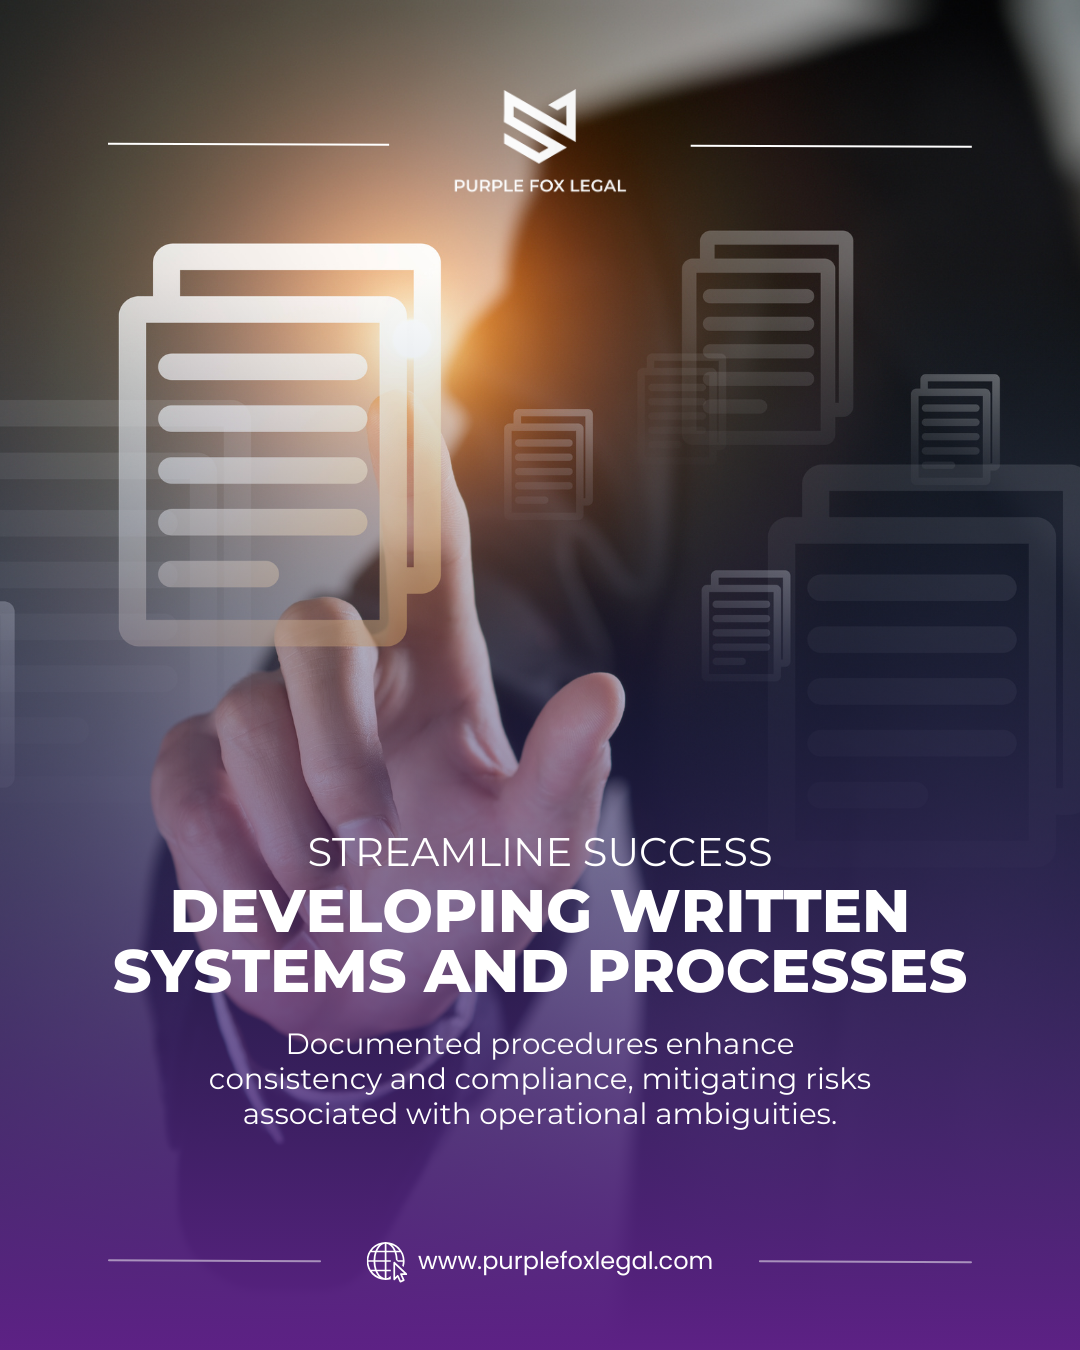 PURPLE FOX LEGAL
STREAMLINE SUCCESS
DEVELOPING WRITTEN
SYSTEMS AND PROCESSES
Documented procedures enhance
consistency and compliance, mitigating risks
associated with operational ambiguities.
www.purplefoxlegal.com